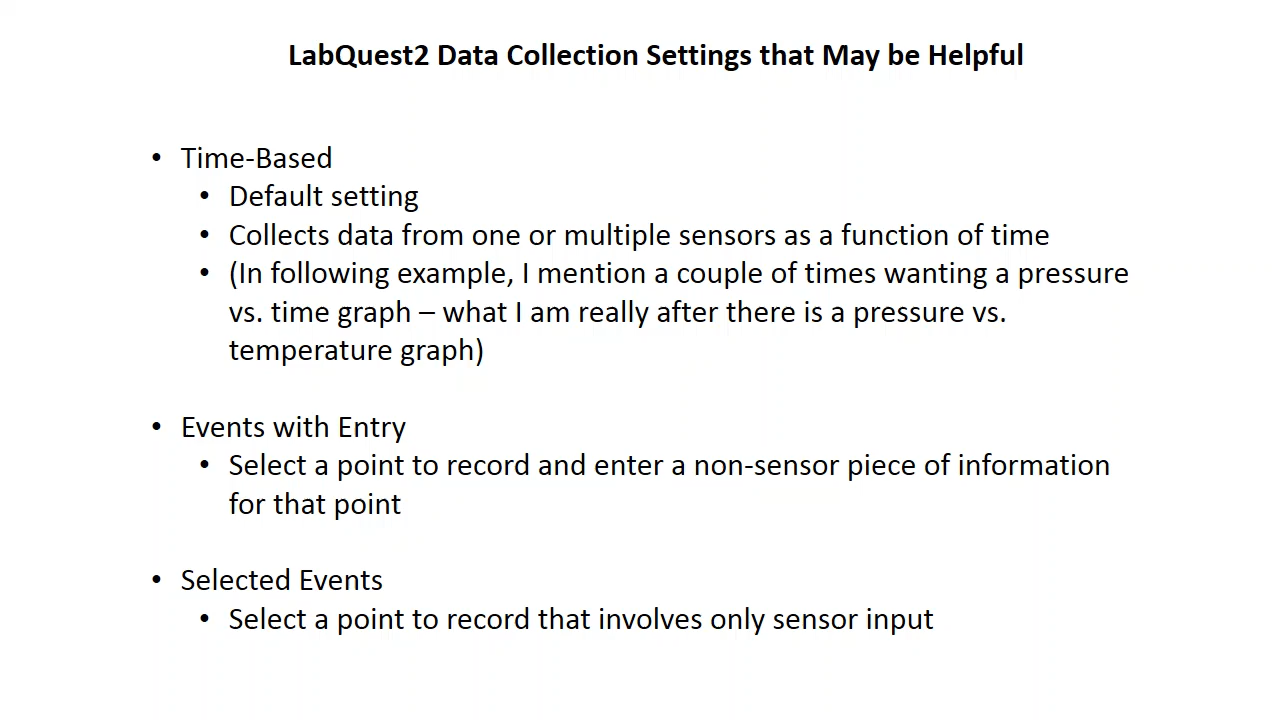 LabQuest2 Data Collection Settings that May be Helpful
• Time-Based
• Default setting
• Collects data from one or multiple sensors as a function of time
• (In following example, I mention a couple of times wanting a pressure
vs. time graph – what I am really after there is a pressure vs.
temperature graph)
• Events with Entry
• Select a point to record and enter a non-sensor piece of information
for that point
• Selected Events
• Select a point to record that involves only sensor input